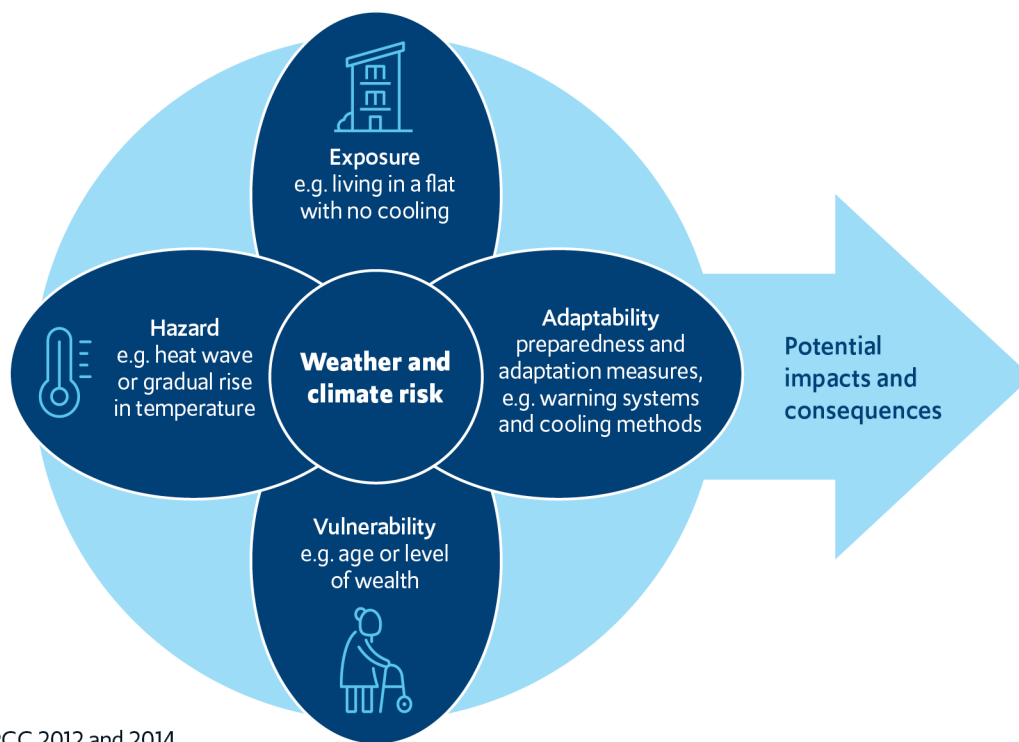 Exposure
e.g. living in a flat
with no cooling
Hazard
e.g. heat wave
or gradual rise
in temperature
Weather and
climate risk
Adaptability
preparedness and
adaptation measures,
e.g. warning systems
and cooling methods
Potential
impacts and
consequences
Vulnerability
e.g. age or level
of wealth
2012 and 2014